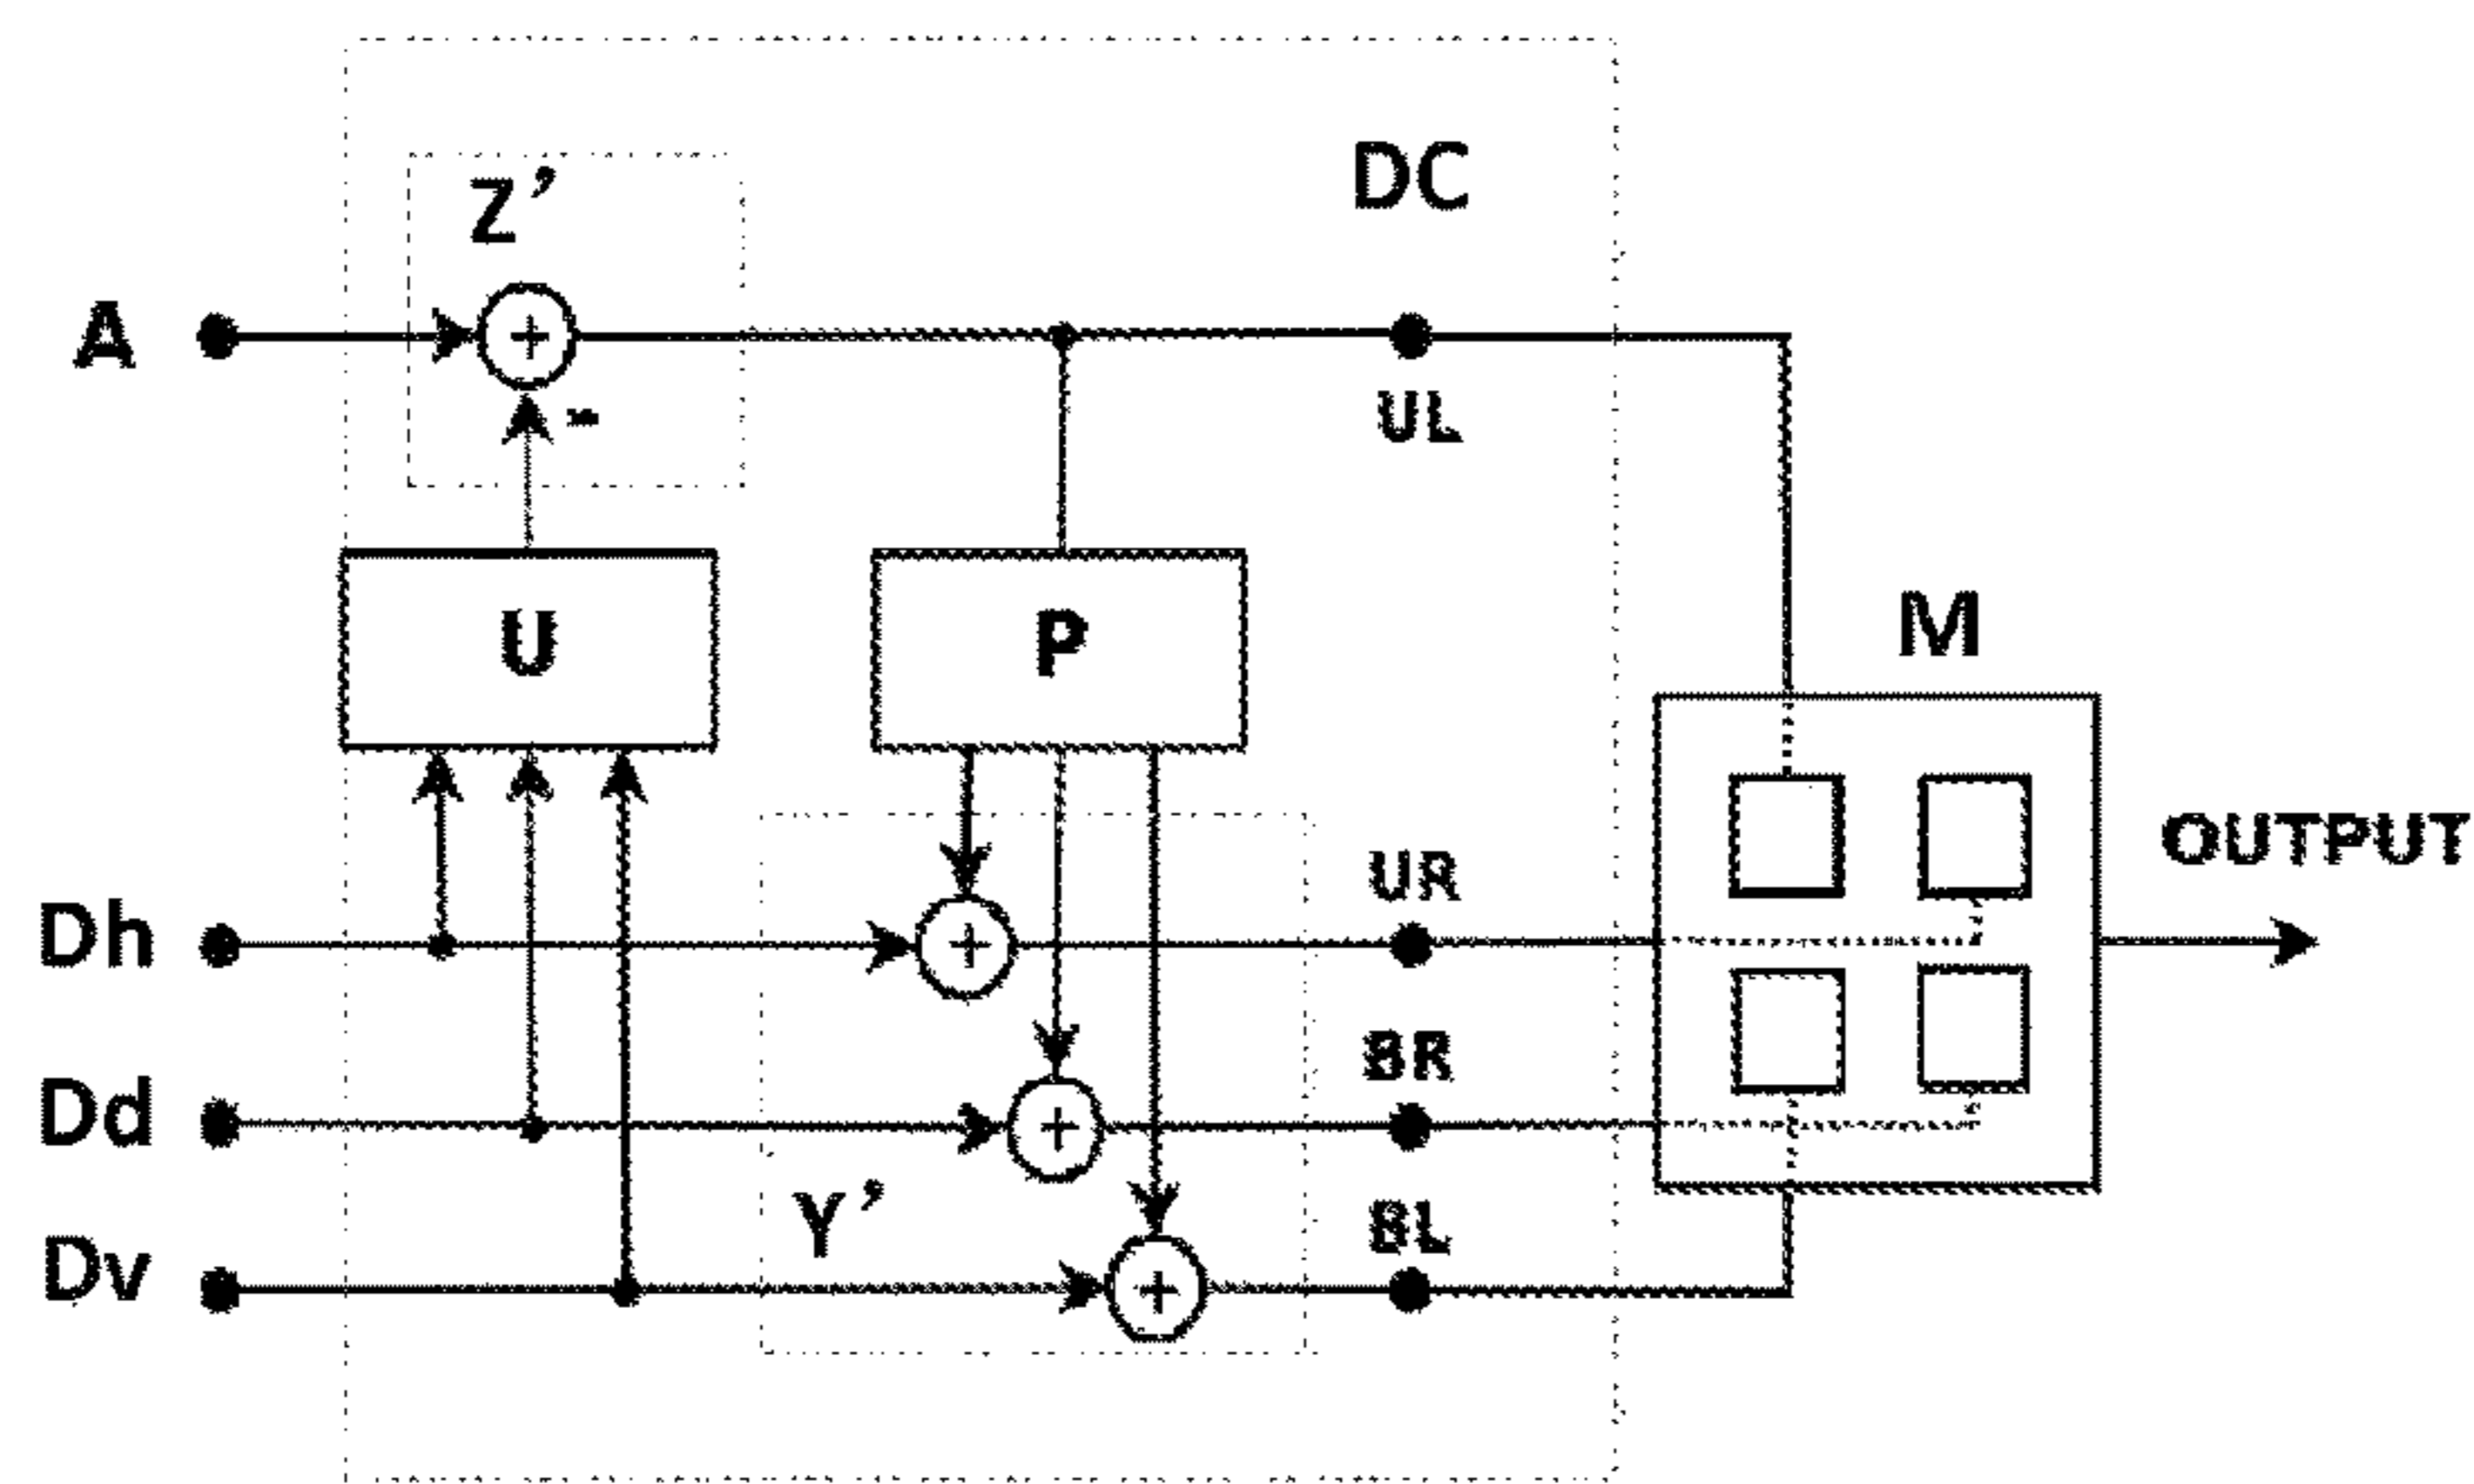 Z’
DC
A
+
-
UL
U
P
M
OUTPUT
UR
Dh
+
BR
Dd
+
Y’
BL
Dv
+